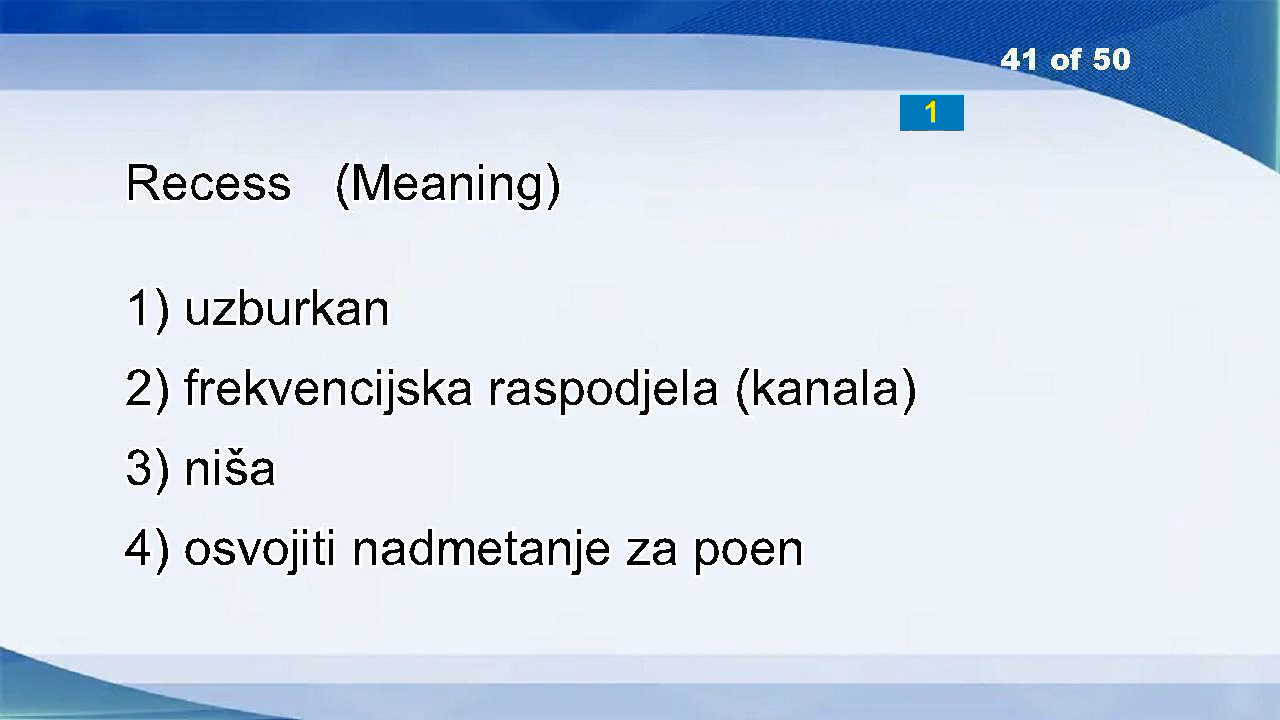 41 of 50
1
Recess (Meaning)
1) uzburkan
2) frekvencijska raspodjela (kanala)
3) niša
4) osvojiti nadmetanje za poen